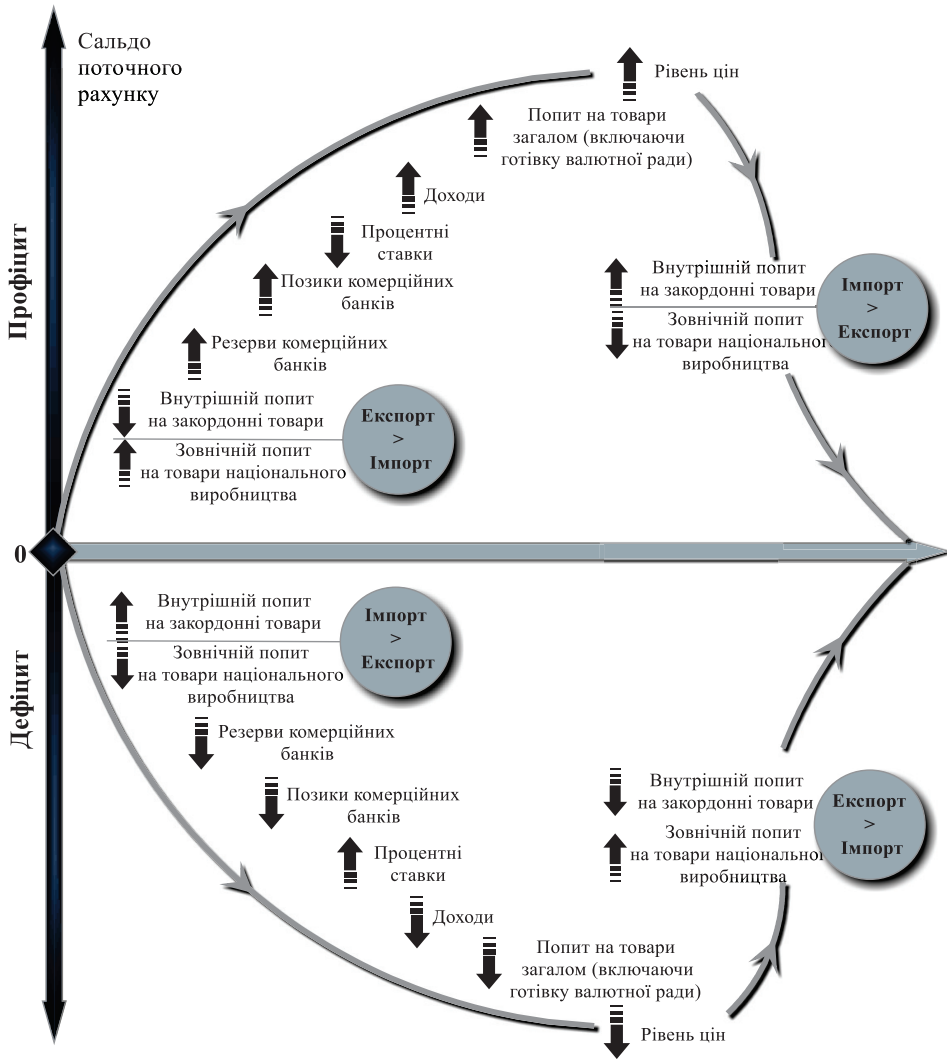 Сальдо
поточного
рахунку
Профіцит
Рівень цін
Попит на товари
загалом (включаючи
готівку валютної ради)
Доходи
Процентні
ставки
Позики комерційних
банків
Резерви комерційних
банків
Внутрішній попит
на закордонні товари
Зовнічній попит
на товари національного
виробництва
Експорт
>
Імпорт
Внутрішній попит
на закордонні товари
Зовнічній попит
на товари національног
виробництва
Імпорт
>
Експорт
0
Дефіцит
Внутрішній попит
на закордонні товари
Зовнічній попит
на товари національного
виробництва
Імпорт
>
Експорт
Резерви комерційних
банків
Позики комерційних
банків
Процентні
ставки
Доходи
Попит на товари
загалом (включаючи
готівку валютної ради)
Рівень цін
Внутрішній попит
на закордонні товари
Зовнічній попит
на товари національног
виробництва
Експорт
>
Імпорт